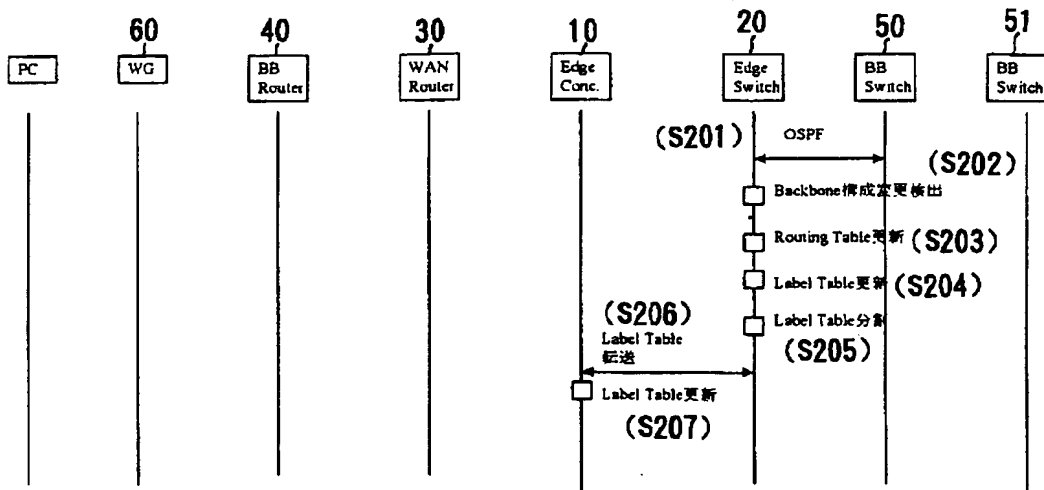 60
40
30
10
20
50
51
PC
WG
BB
Router
WAN
Router
Edge
Conc.
Edge
Switch
BB
Switch
BB
Switch
(S201)
OSPF
(S202)
Backbone構成変更検出
Routing Table更新 (S203)
Label Table更新 (S204)
(S206)
Label Table
転送
Label Table分割
(S205)
Label Table更新
(S207)